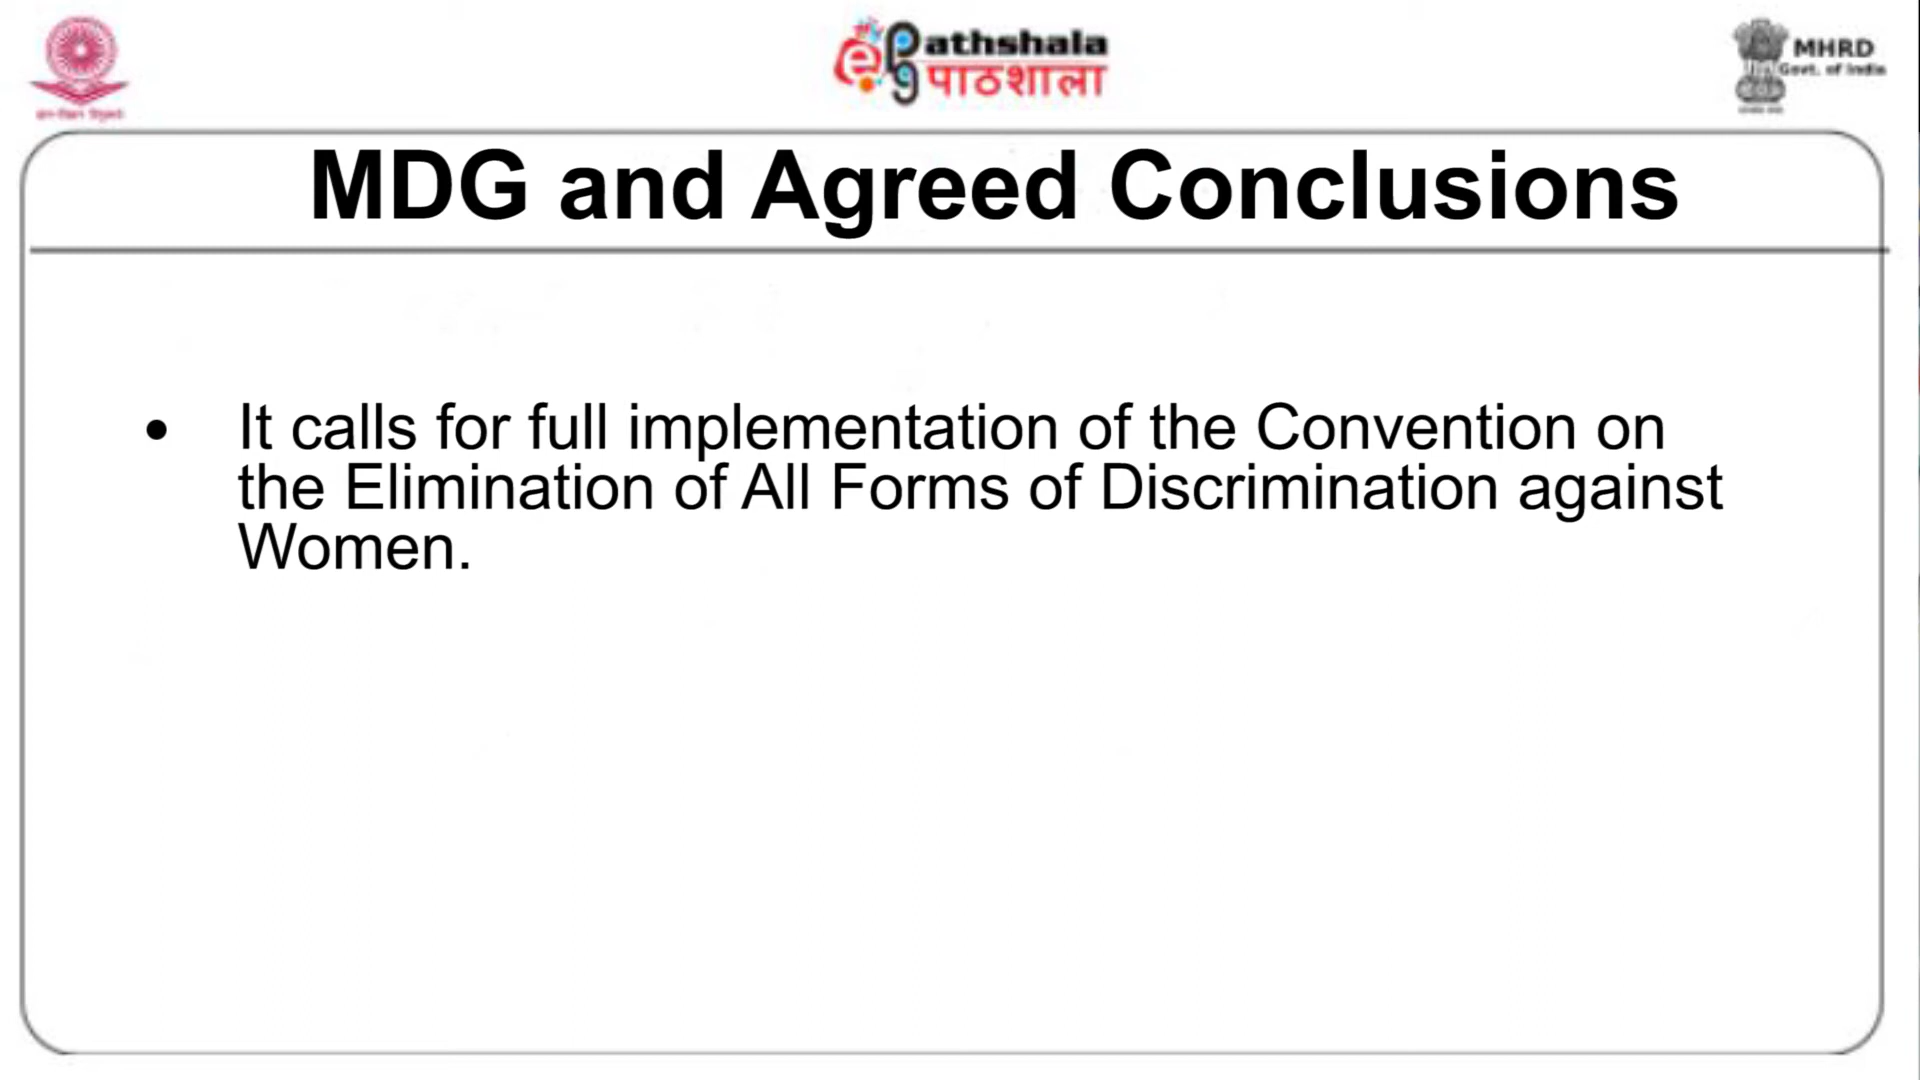 athshala
पाठशाला
MHRD
Govt. of India
MDG and Agreed Conclusions
• It calls for full implementation of the Convention on
the Elimination of All Forms of Discrimination against
Women.